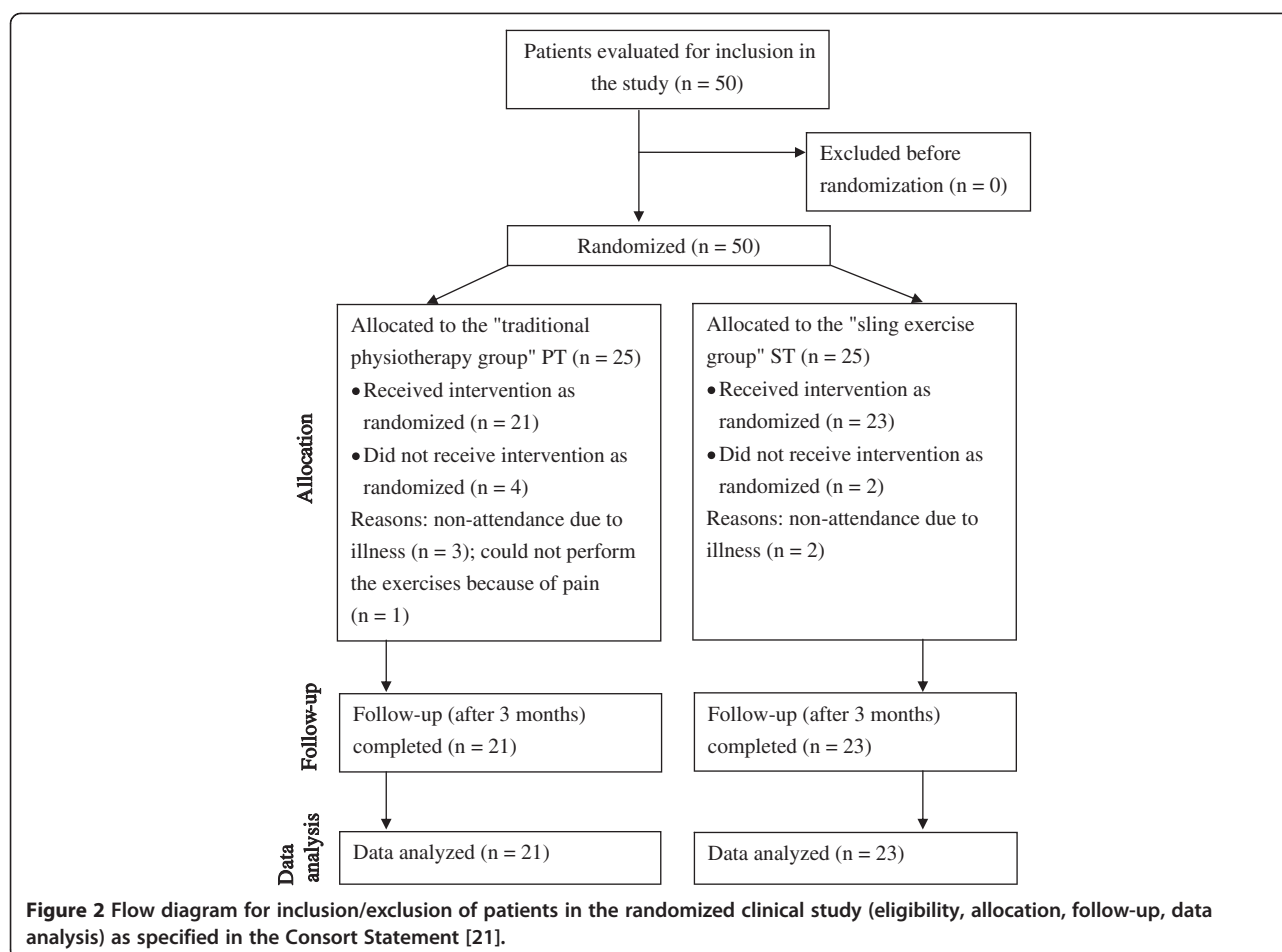 Patients evaluated for inclusion in
the study (n = 50)
Excluded before
randomization (n = 0)
Randomized (n = 50)
Allocation
Allocated to the "traditional
physiotherapy group" PT (n = 25)
•Received intervention as
randomized (n = 21)
•Did not receive intervention as
randomized (n = 4)
Reasons: non-attendance due to
illness (n = 3); could not perform
the exercises because of pain
(n = 1)
Allocated to the "sling exercise
group" ST (n = 25)
•Received intervention as
randomized (n = 23)
•Did not receive intervention as
randomized (n = 2)
Reasons: non-attendance due to
illness (n = 2)
Follow-up
Follow-up (after 3 months)
completed (n = 21)
Follow-up (after 3 months)
completed (n = 23)
Data
analysis
Data analyzed (n = 21)
Data analyzed (n = 23)
Figure 2 Flow diagram for inclusion/exclusion of patients in the randomized clinical study (eligibility, allocation, follow-up, data
analysis) as specified in the Consort Statement [21].